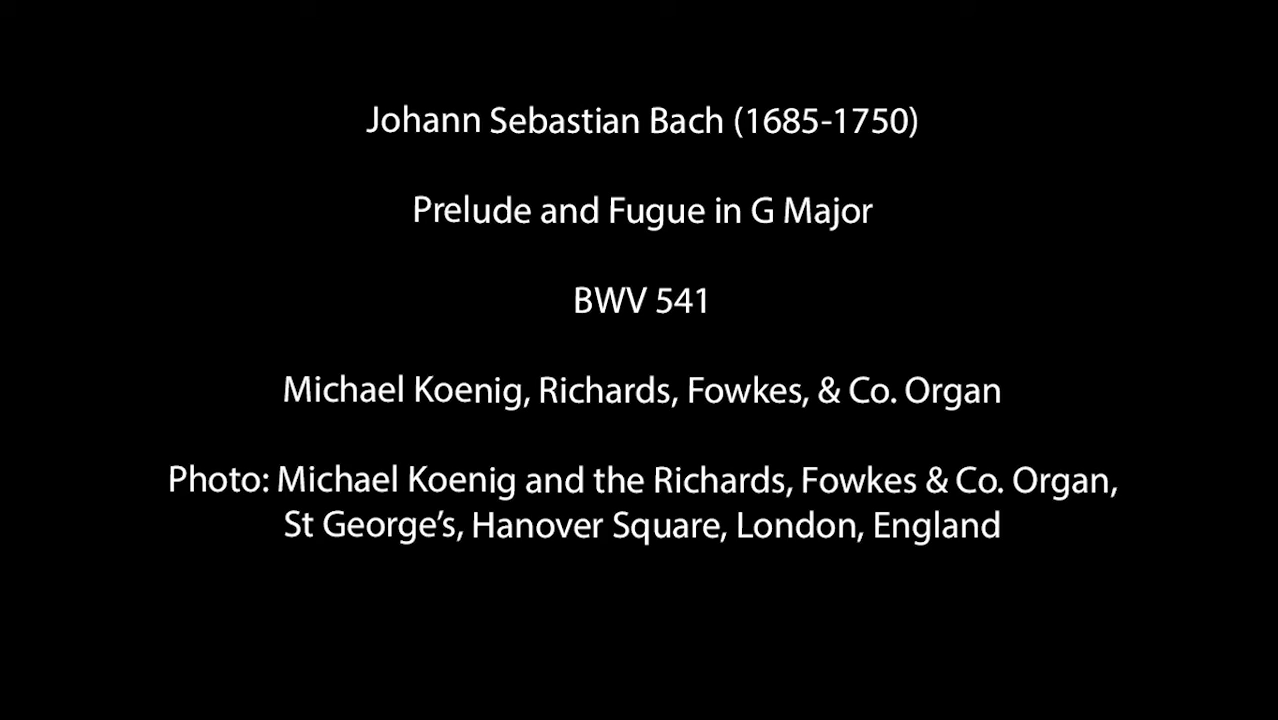 Johann Sebastian Bach (1685-1750)
Prelude and Fugue in G Major
BWV 541
Michael Koenig, Richards, Fowkes, & Co. Organ
Photo: Michael Koenig and the Richards, Fowkes & Co. Organ,
St George’s, Hanover Square, London, England